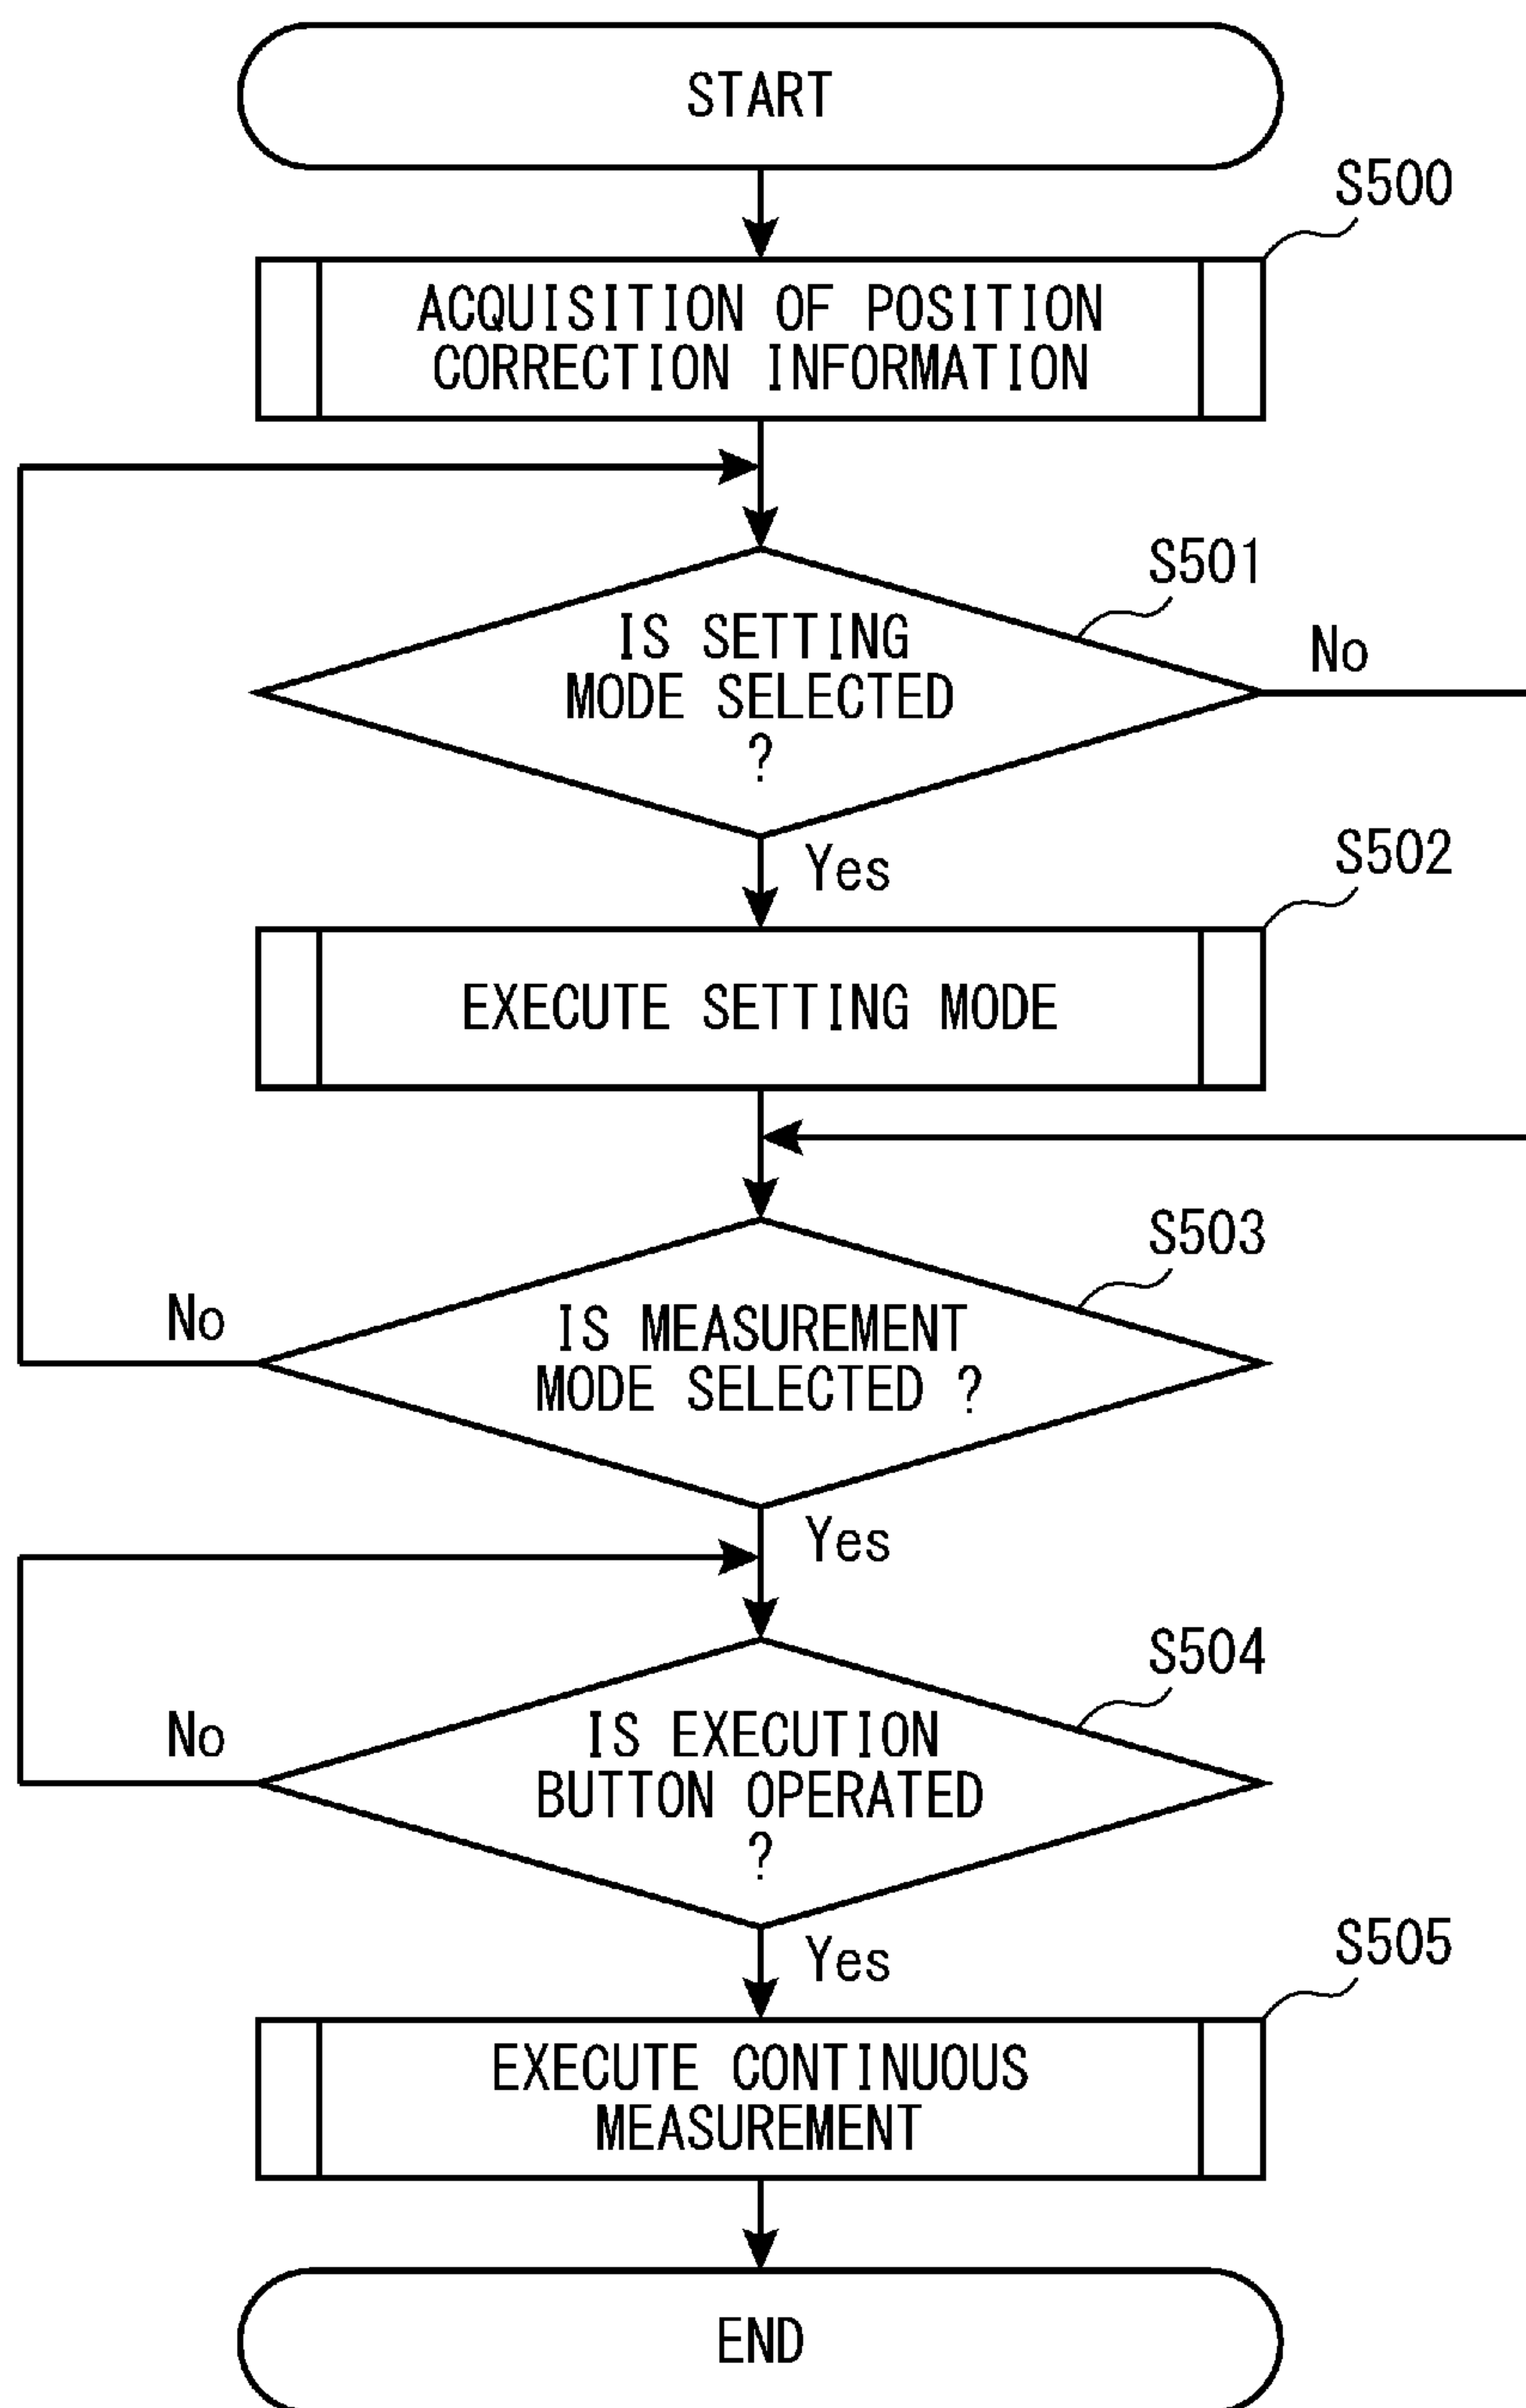 START
S500
ACQUISITION OF POSITION
CORRECTION INFORMATION
S501
IS SETTING
MODE SELECTED
?
No
Yes
S502
EXECUTE SETTING MODE
S503
IS MEASUREMENT
MODE SELECTED ?
No
Yes
S504
IS EXECUTION
BUTTON OPERATED
?
No
Yes
S505
EXECUTE CONTINUOUS
MEASUREMENT
END